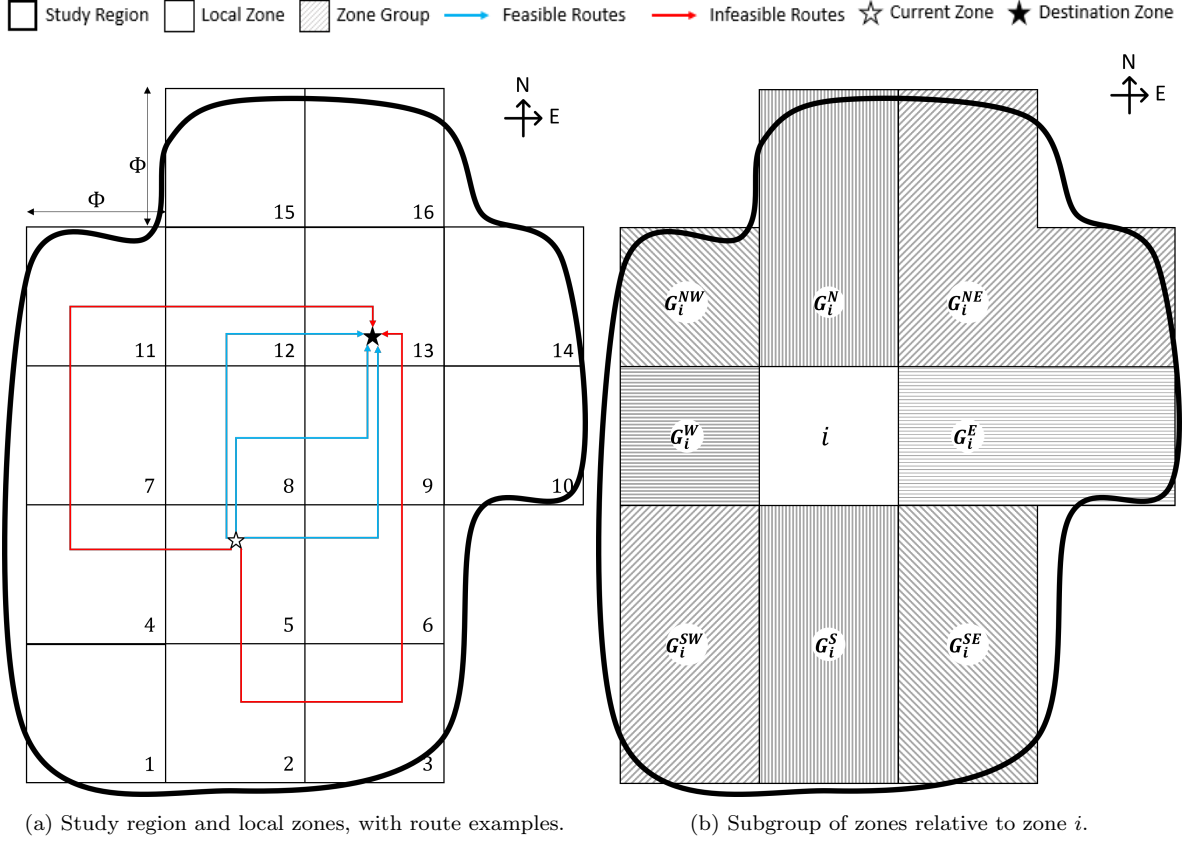 Study Region Local Zone Zone Group Feasible Routes Infeasible Routes Current Zone Destination Zone
N
E
Φ
Φ
15 16
11 12 13 14
7 8 9 10
4 5 6
1 2 3
(a) Study region and local zones, with route examples.
N
E
G_i^{NW} G_i^N G_i^{NE}
G_i^W i G_i^E
G_i^{SW} G_i^S G_i^{SE}
(b) Subgroup of zones relative to zone i.